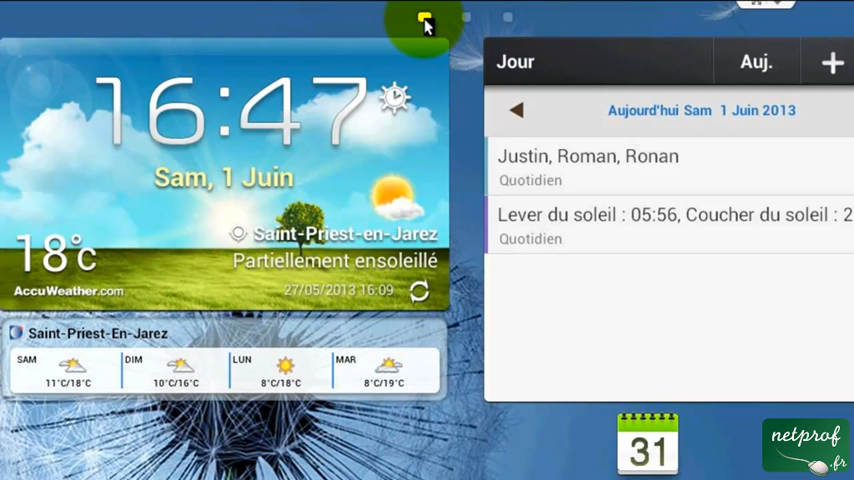 16:47
Sam, 1 Juin
18°C
Saint-Priest-en-Jarez
Partiellement ensoleillé
AccuWeather.com
27/05/2013 16:09
Saint-Priest-En-Jarez
SAM
DIM
LUN
MAR
11°C/18°C
10°C/16°C
8°C/18°C
8°C/19°C
Jour
Auj.
+
Aujourd'hui Sam 1 Juin 2013
Justin, Roman, Ronan
Quotidien
Lever du soleil : 05:56, Coucher du soleil : 2
Quotidien
31
netprof
.fr